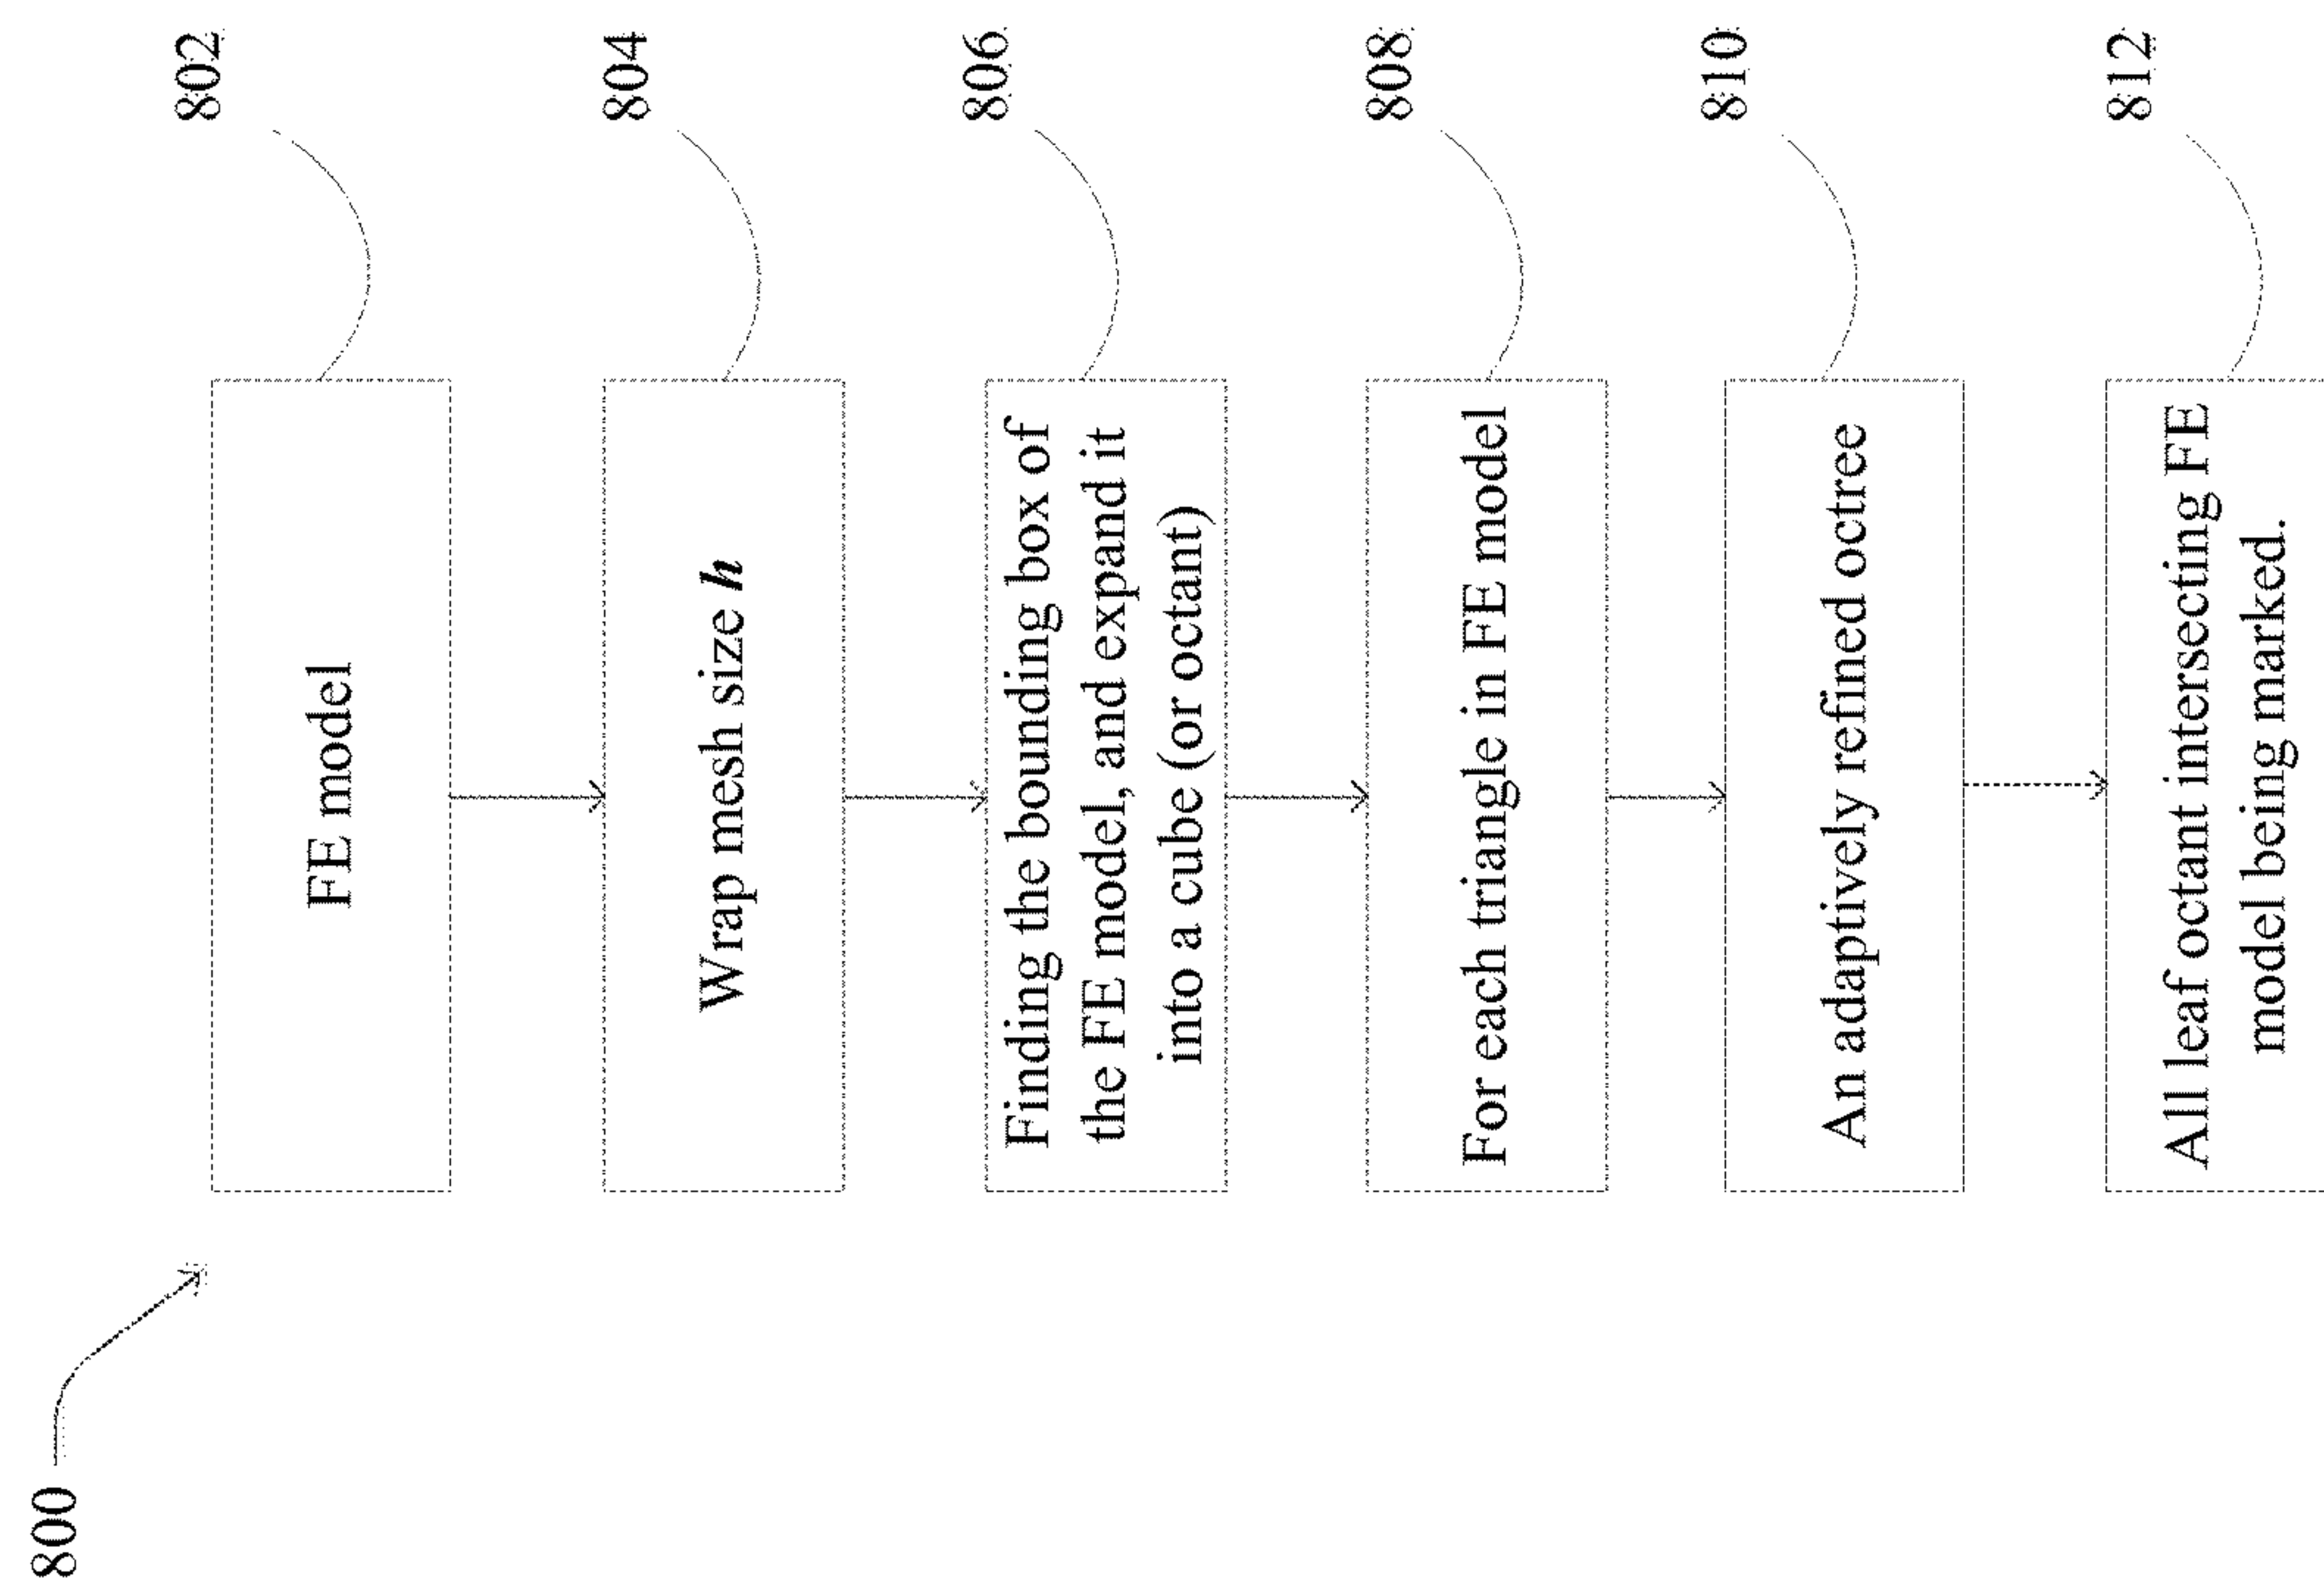 800
802
FE model
804
Wrap mesh size h
806
Finding the bounding box of
the FE model, and expand it
into a cube (or octant)
808
For each triangle in FE model
810
An adaptively refined octree
812
All leaf octant intersecting FE
model being marked.